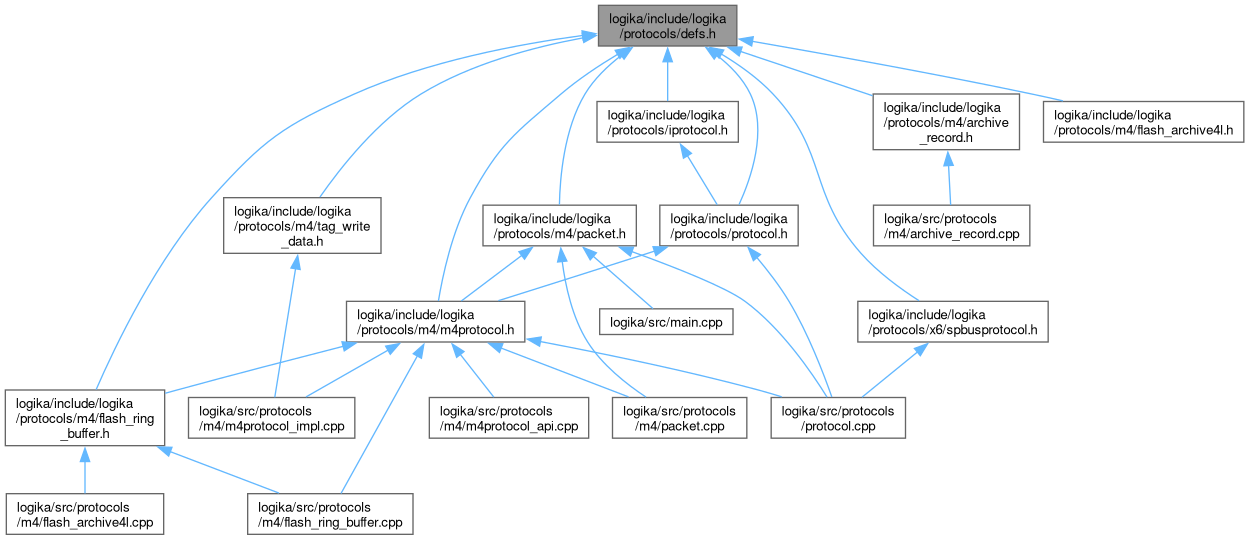 logika/include/logika
/protocols/defs.h
logika/include/logika
/protocols/iprotocol.h
logika/include/logika
/protocols/m4/archive
_record.h
logika/include/logika
/protocols/m4/flash_archive4l.h
logika/include/logika
/protocols/m4/tag_write
_data.h
logika/include/logika
/protocols/m4/packet.h
logika/include/logika
/protocols/protocol.h
logika/src/protocols
/m4/archive_record.cpp
logika/include/logika
/protocols/m4/m4protocol.h
logika/src/main.cpp
logika/include/logika
/protocols/x6/spbusprotocol.h
logika/include/logika
/protocols/m4/flash_ring
_buffer.h
logika/src/protocols
/m4/m4protocol_impl.cpp
logika/src/protocols
/m4/m4protocol_api.cpp
logika/src/protocols
/m4/packet.cpp
logika/src/protocols
/protocol.cpp
logika/src/protocols
/m4/flash_archive4l.cpp
logika/src/protocols
/m4/flash_ring_buffer.cpp